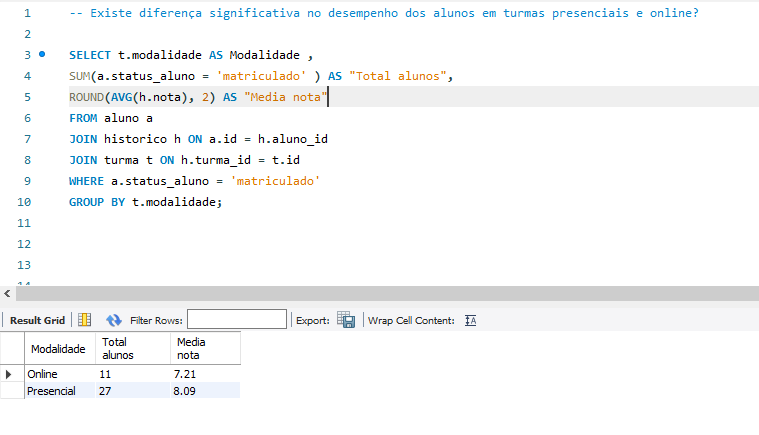 1 -- Existe diferença significativa no desempenho dos alunos em turmas presenciais e online?
2
3 SELECT t.modalidade AS Modalidade ,
4 SUM(a.status_aluno = 'matriculado' ) AS "Total alunos",
5 ROUND(AVG(h.nota), 2) AS "Media nota"
6 FROM aluno a
7 JOIN historico h ON a.id = h.aluno_id
8 JOIN turma t ON h.turma_id = t.id
9 WHERE a.status_aluno = 'matriculado'
10 GROUP BY t.modalidade;
11
12
13
14
Result Grid Filter Rows: Export: Wrap Cell Content: IA
Modalidade Total alunos Media nota
Online 11 7.21
Presencial 27 8.09